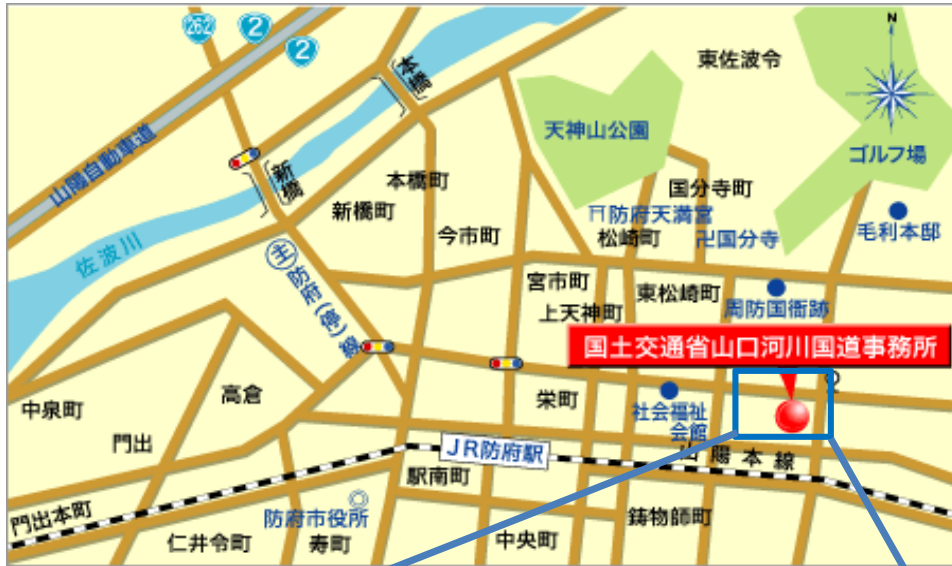 262
2
2
本橋
東佐波令
N
天神山公園
ゴルフ場
山陽自動車道
新橋
本橋町
国分寺町
新橋町
防府天満宮
毛利本邸
佐波川
今市町
松崎町
卍国分寺
主防府(停)線
宮市町
東松崎町
上天神町
周防国衙跡
国土交通省山口河川国道事務所
高倉
栄町
社会福祉
会館
中泉町
門出
JR防府駅
山陽本線
駅南町
門出本町
防府市役所
鋳物師町
仁井令町
寿町
中央町